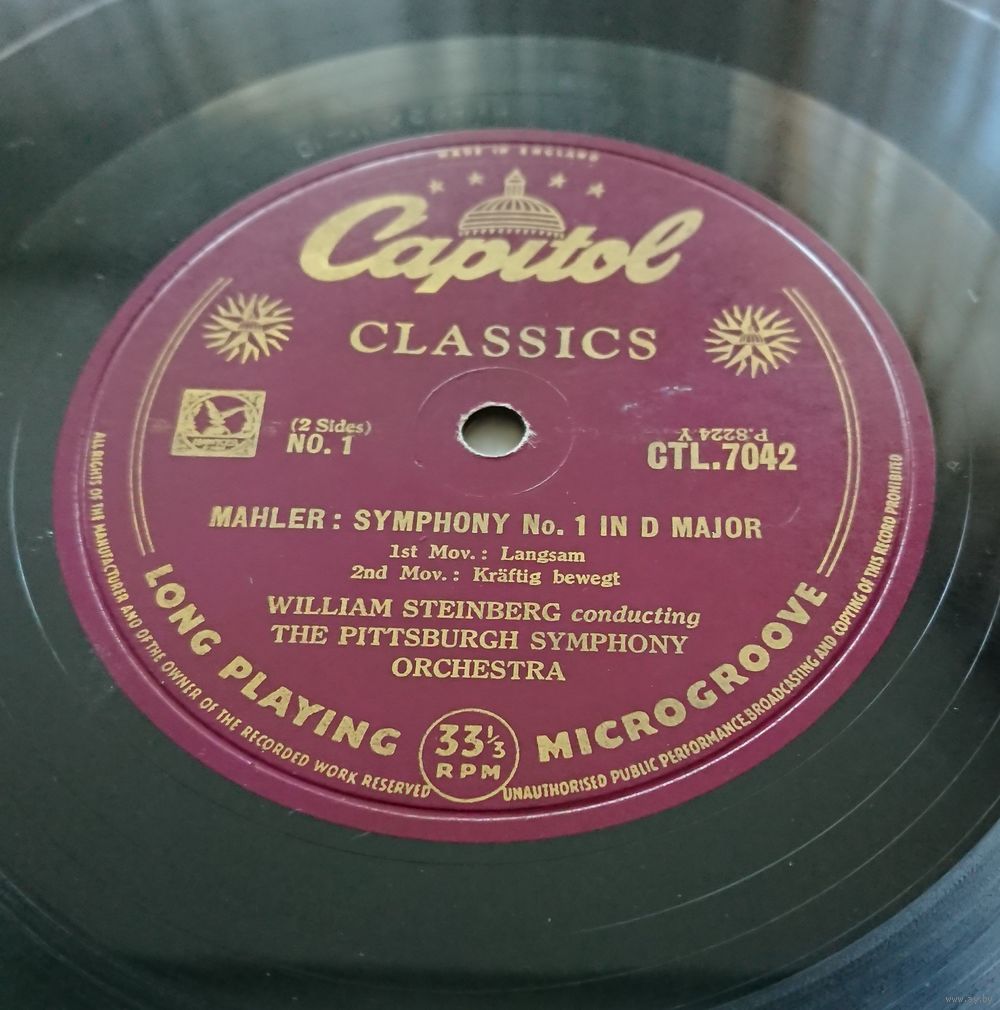 MADE IN ENGLAND
Capitol
CLASSICS
(2 Sides)
NO. 1
P.8224 Y
CTL.7042
MAHLER: SYMPHONY No. 1 IN D MAJOR
1st Mov.: Langsam
2nd Mov.: Kräftig bewegt
WILLIAM STEINBERG conducting
THE PITTSBURGH SYMPHONY
ORCHESTRA
LONG PLAYING
33⅓
RPM
MICROGROOVE
ALL RIGHTS OF THE MANUFACTURER AND OF THE OWNER OF THE RECORDED WORK RESERVED
UNAUTHORISED PUBLIC PERFORMANCE BROADCASTING AND COPYING OF THIS RECORD PROHIBITED
www.ay.by